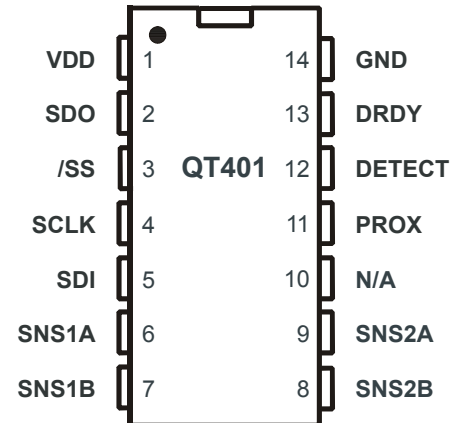 VDD 1 14 GND
SDO 2 13 DRDY
/SS 3 QT401 12 DETECT
SCLK 4 11 PROX
SDI 5 10 N/A
SNS1A 6 9 SNS2A
SNS1B 7 8 SNS2B